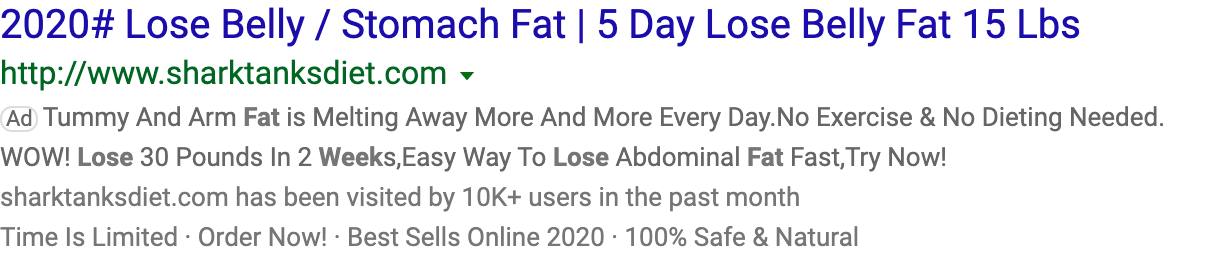 2020# Lose Belly / Stomach Fat | 5 Day Lose Belly Fat 15 Lbs
http://www.sharktanksdiet.com
Ad Tummy And Arm Fat is Melting Away More And More Every Day.No Exercise & No Dieting Needed.
WOW! Lose 30 Pounds In 2 Weeks,Easy Way To Lose Abdominal Fat Fast,Try Now!
sharktanksdiet.com has been visited by 10K+ users in the past month
Time Is Limited · Order Now! · Best Sells Online 2020 · 100% Safe & Natural